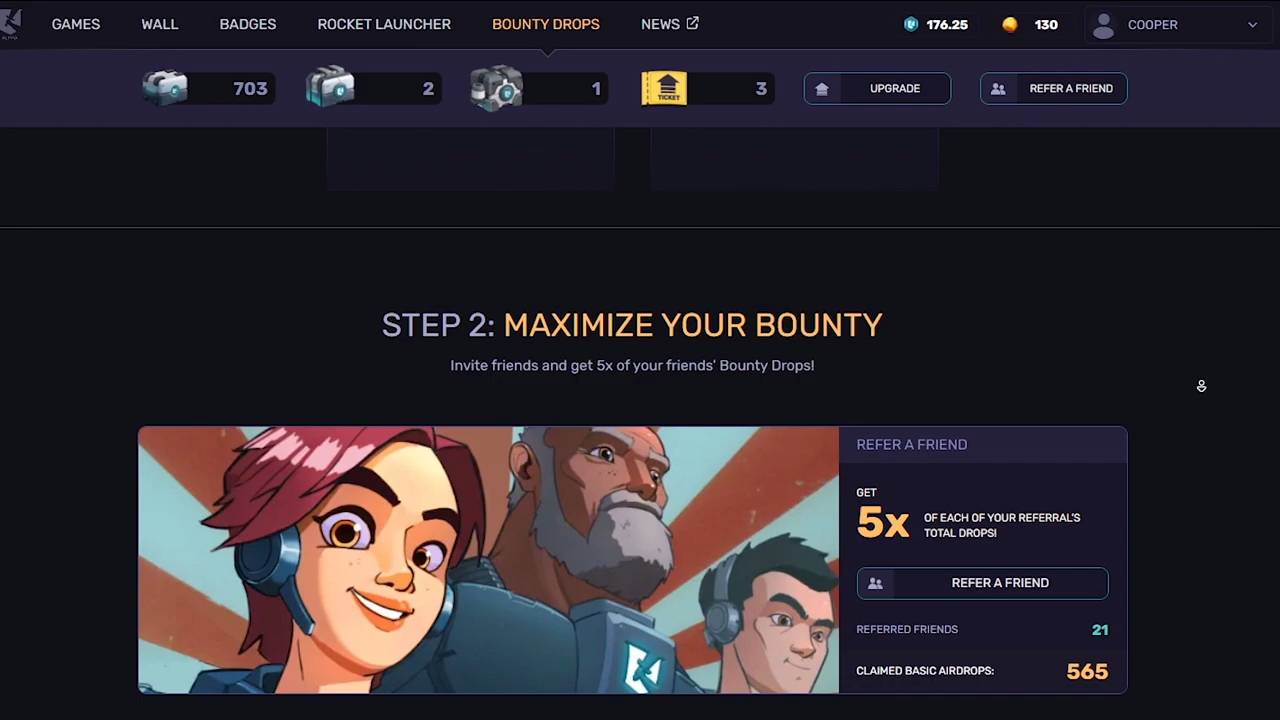 GAMES WALL BADGES ROCKET LAUNCHER BOUNTY DROPS NEWS 176.25 130 COOPER
703 2 1 TICKET 3 UPGRADE REFER A FRIEND
STEP 2: MAXIMIZE YOUR BOUNTY
Invite friends and get 5x of your friends' Bounty Drops!
REFER A FRIEND
GET
5x OF EACH OF YOUR REFERRAL'S
TOTAL DROPS!
REFER A FRIEND
REFERRED FRIENDS 21
CLAIMED BASIC AIRDROPS: 565